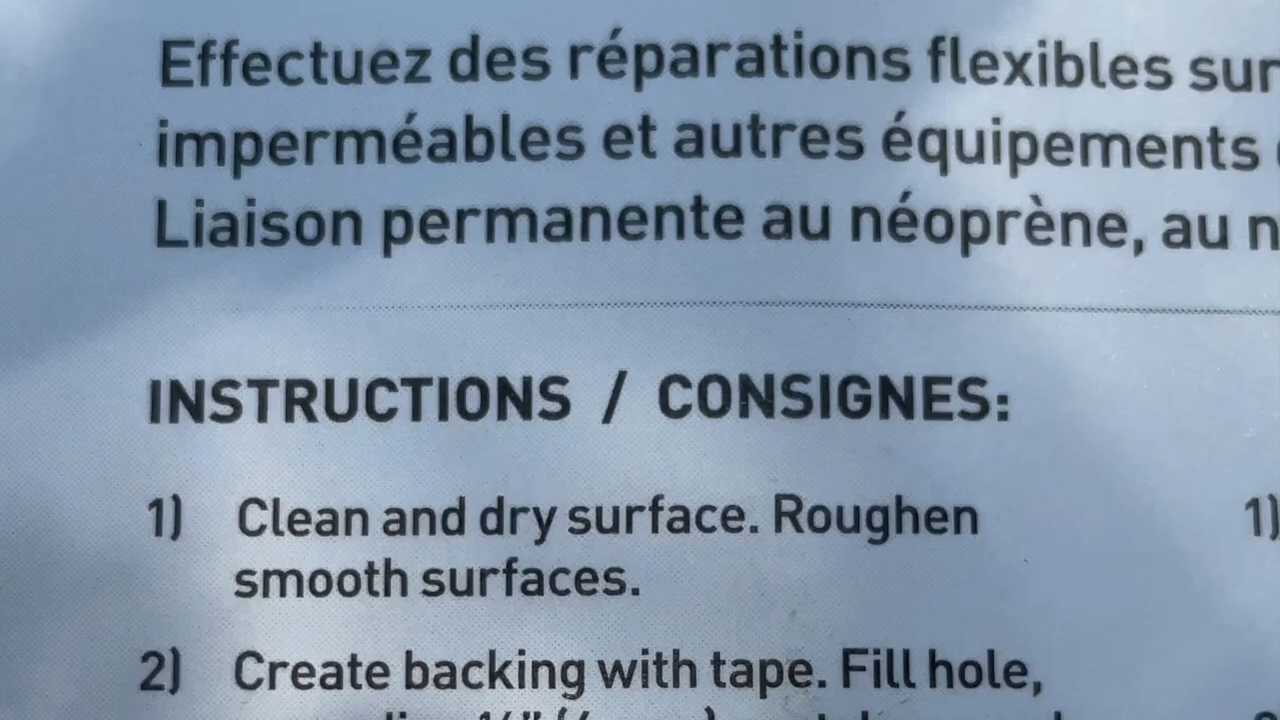 Effectuez des réparations flexibles sur
imperméables et autres équipements
Liaison permanente au néoprène, au
INSTRUCTIONS / CONSIGNES:
1) Clean and dry surface. Roughen
smooth surfaces.
1)
2) Create backing with tape. Fill hole,